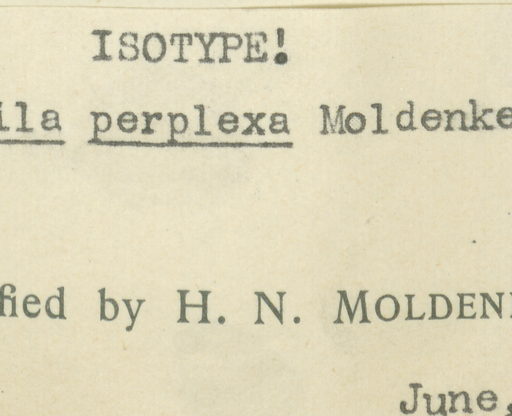 ISOTYPE!
ila perplexa Moldenke
fied by H. N. MOLDEN
June,